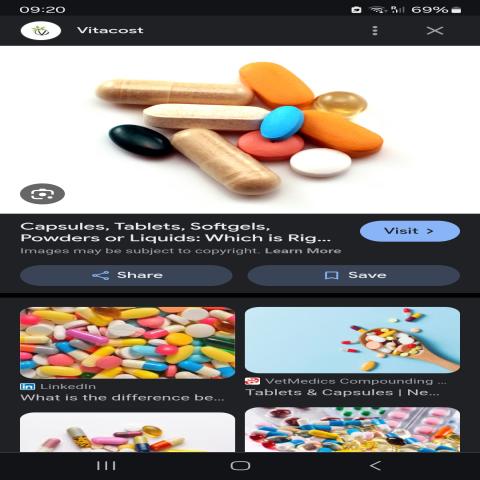 09:20
69%
Vitacost
Capsules, Tablets, Softgels,
Powders or Liquids: Which is Rig...
Visit >
Images may be subject to copyright. Learn More
Share
Save
LinkedIn
What is the difference be...
VetMedics Compounding ...
Tablets & Capsules | Ne...